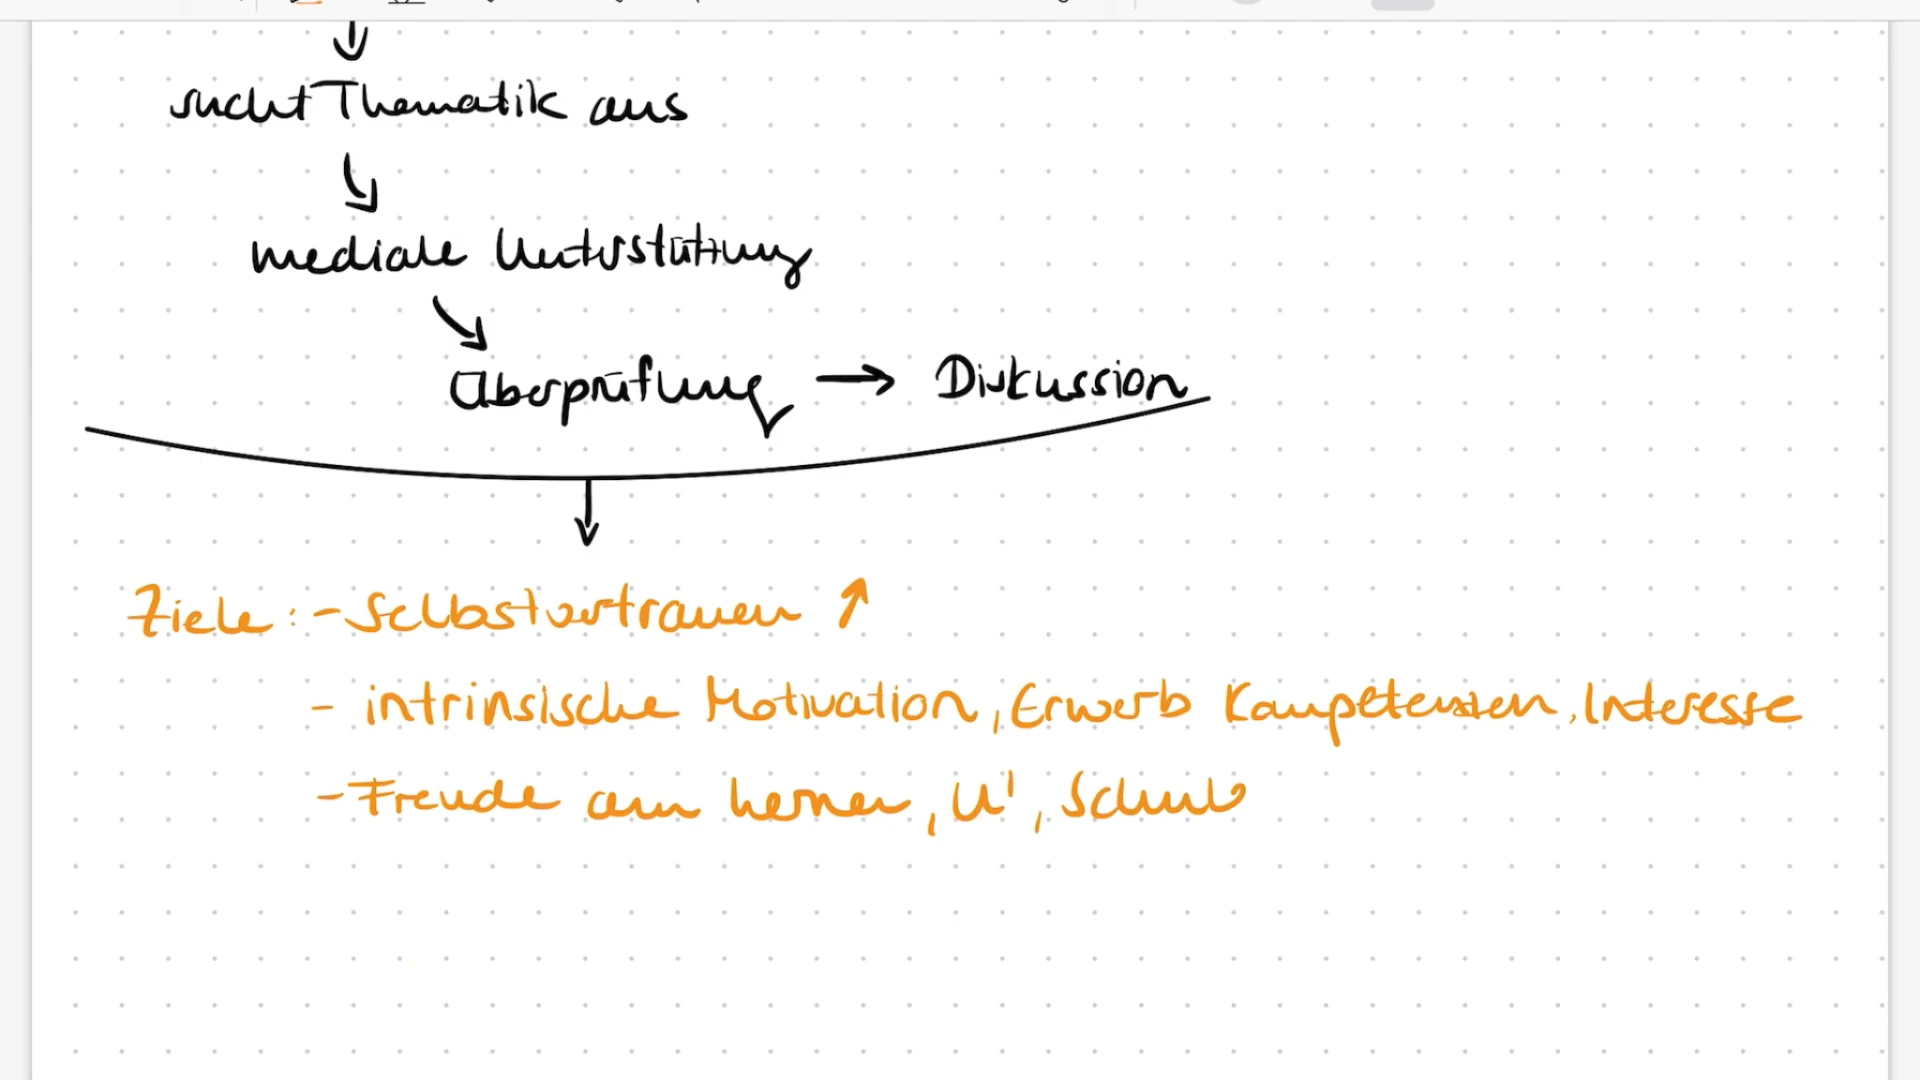 sucht Thematik aus
mediale Unterstützung
Überprüfung → Diskussion
Ziele: - Selbstvertrauen ↑
- intrinsische Motivation, Erwerb Kompetenzen, Interesse
- Freude am Lernen, U', Schule